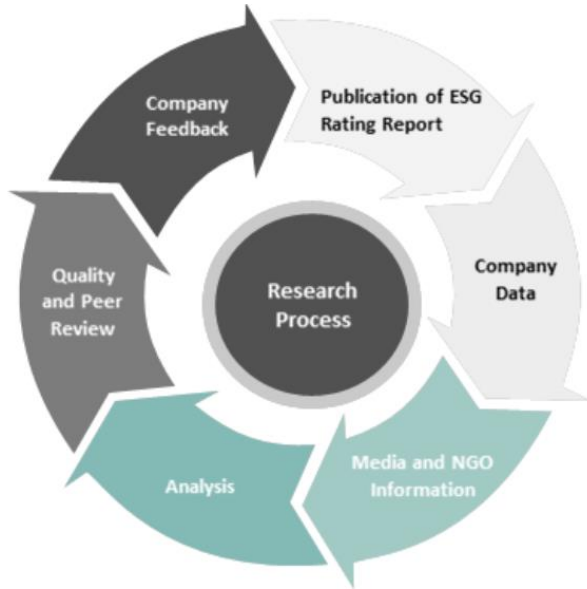 Company
Feedback
Publication of ESG
Rating Report
Company
Data
Media and NGO
Information
Analysis
Quality
and Peer
Review
Research
Process